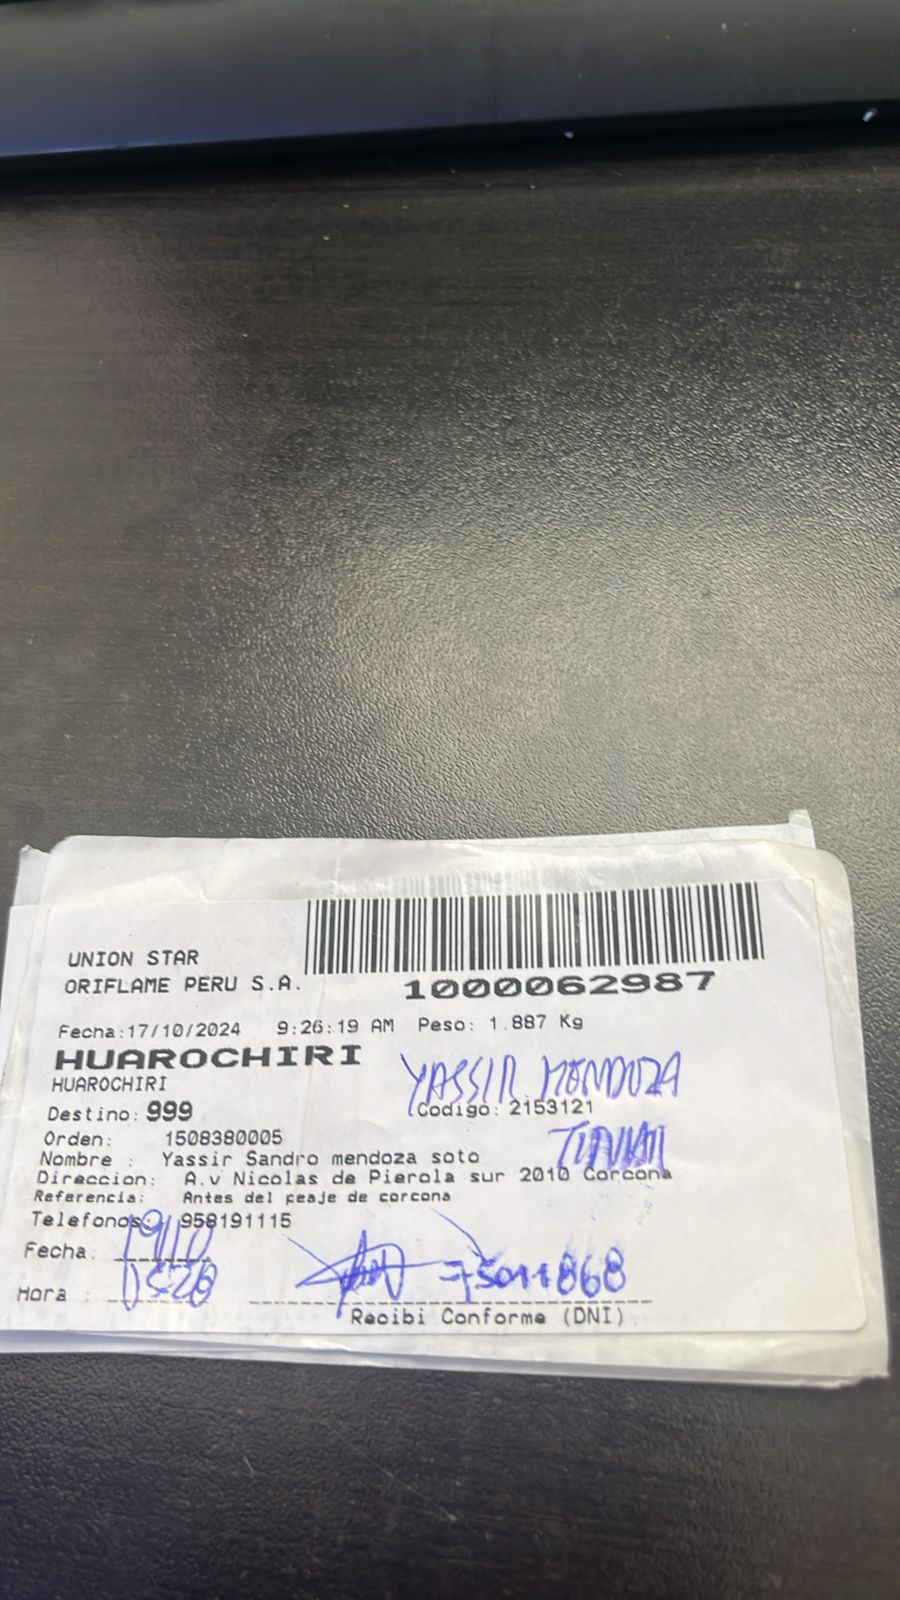 UNION STAR
ORIFLAME PERU S.A.
1000062987
Fecha:17/10/2024 9:26:19 AM Peso: 1.887 Kg
HUAROCHIRI
HUAROCHIRI
YASSIR MENDOZA
Destino: 999 Codigo: 2153121
Orden: 1508380005
Nombre : Yassir Sandro mendoza soto
Direccion: A.v Nicolas de Pierola sur 2010 Corcona
Referencia: Antes del peaje de corcona
Telefonos: 958191115
Fecha: 19/10
Hora :
Recibi Conforme (DNI)